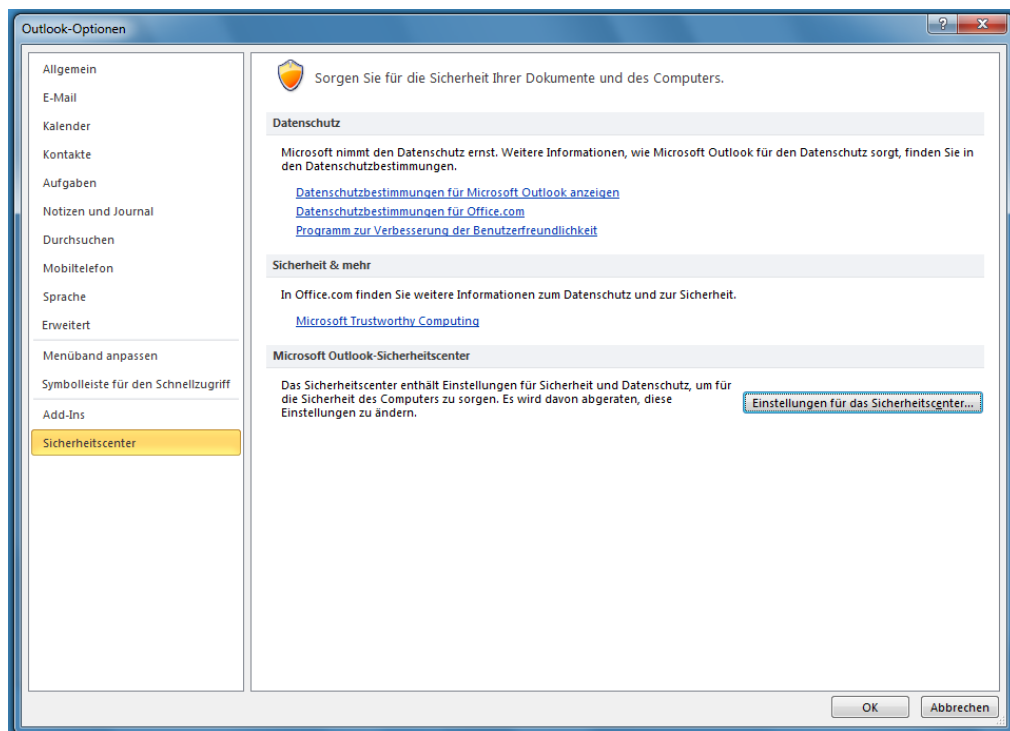 Outlook-Optionen
Allgemein
E-Mail
Kalender
Kontakte
Aufgaben
Notizen und Journal
Durchsuchen
Mobiltelefon
Sprache
Erweitert
Menüband anpassen
Symbolleiste für den Schnellzugriff
Add-Ins
Sicherheitscenter
Sorgen Sie für die Sicherheit Ihrer Dokumente und des Computers.
Datenschutz
Microsoft nimmt den Datenschutz ernst. Weitere Informationen, wie Microsoft Outlook für den Datenschutz sorgt, finden Sie in
den Datenschutzbestimmungen.
Datenschutzbestimmungen für Microsoft Outlook anzeigen
Datenschutzbestimmungen für Office.com
Programm zur Verbesserung der Benutzerfreundlichkeit
Sicherheit & mehr
In Office.com finden Sie weitere Informationen zum Datenschutz und zur Sicherheit.
Microsoft Trustworthy Computing
Microsoft Outlook-Sicherheitscenter
Das Sicherheitscenter enthält Einstellungen für Sicherheit und Datenschutz, um für
die Sicherheit des Computers zu sorgen. Es wird davon abgeraten, diese
Einstellungen zu ändern.
Einstellungen für das Sicherheitscenter...
OK
Abbrechen